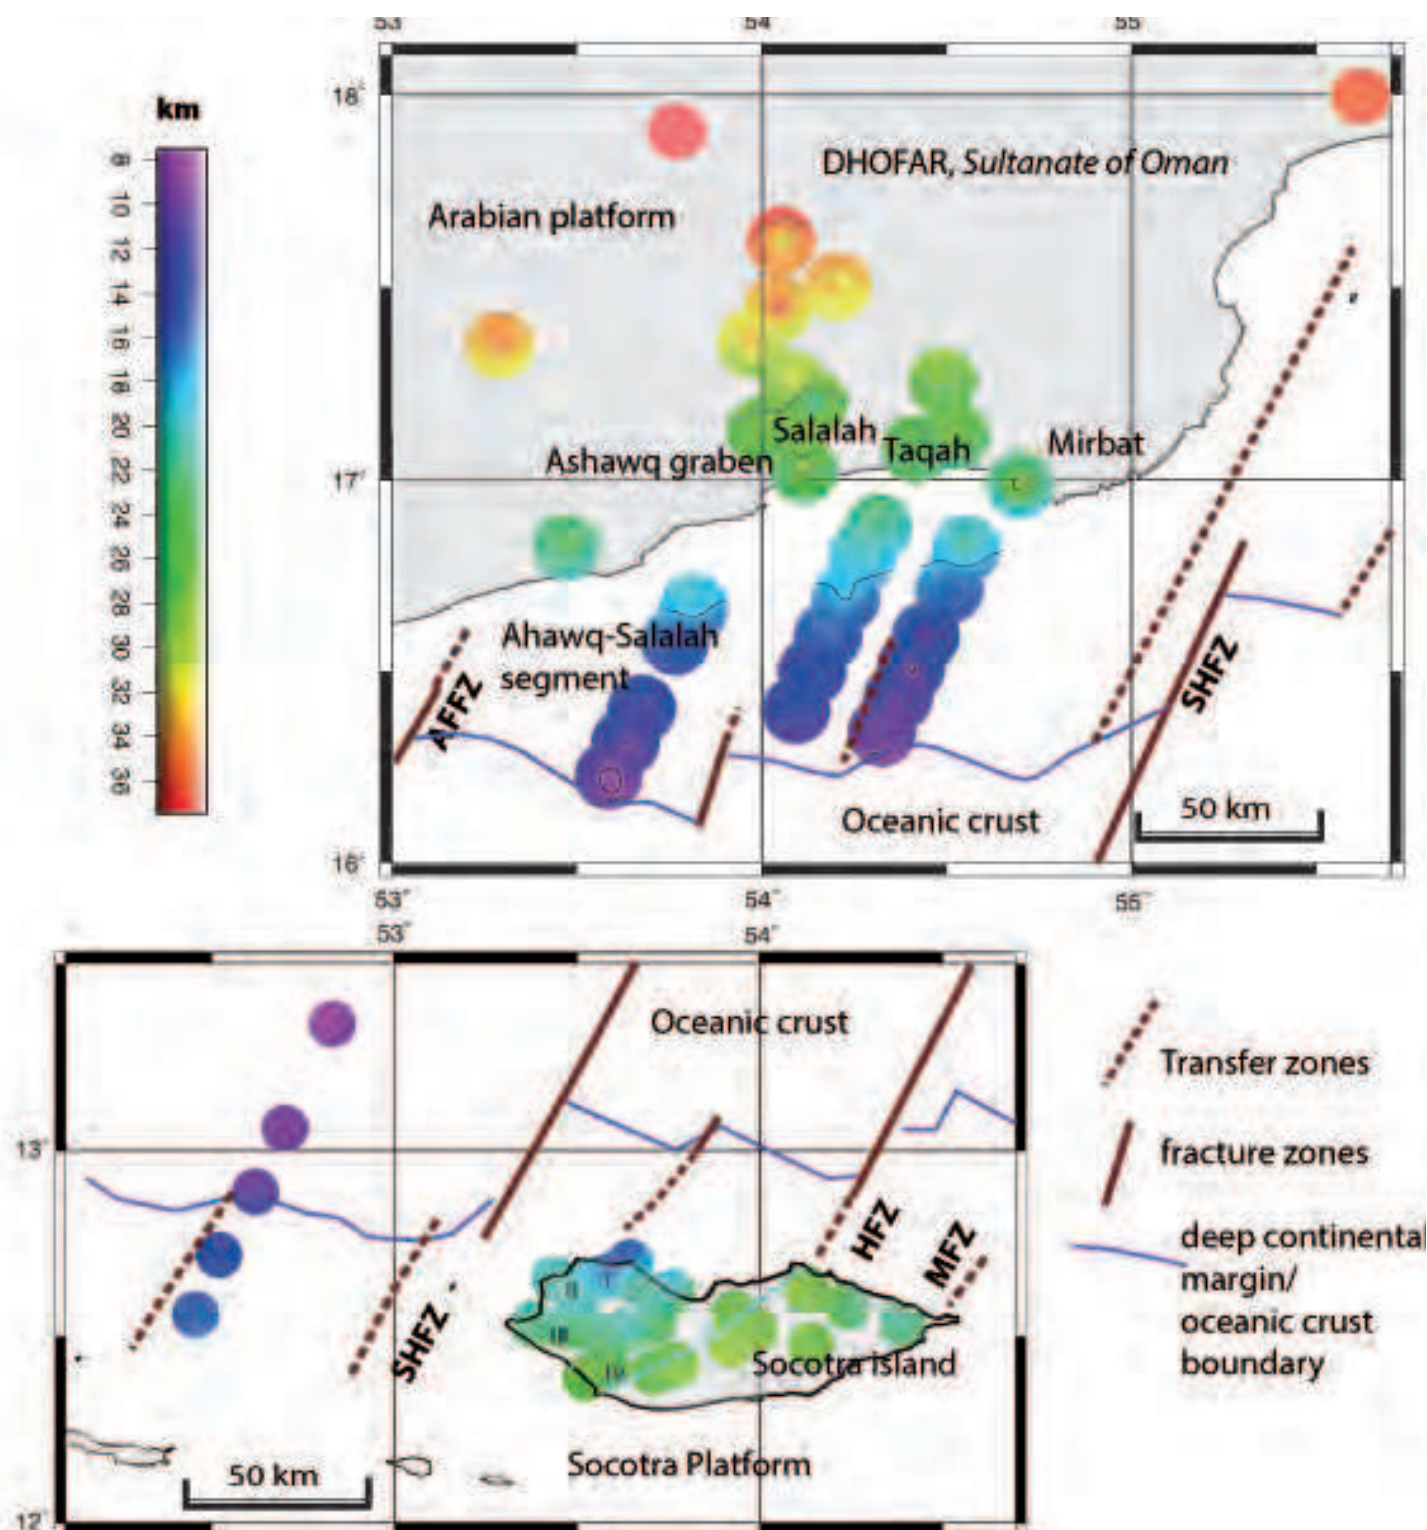 53 54 55
km
18°
DHOFAR, Sultanate of Oman
Arabian platform
8
10
12
14
16
18
20
22
24
26
28
30
32
34
36
Salalah
Taqah
Mirbat
Ashawq graben
17°
Ahawq-Salalah
segment
AFFZ
SHFZ
50 km
Oceanic crust
16°
53° 54° 55°
53° 54°
Oceanic crust
Transfer zones
13°
fracture zones
HFZ
MFZ
deep continental
margin/
oceanic crust
boundary
I
II
III
IV
SHFZ
Socotra island
Socotra Platform
50 km
12°